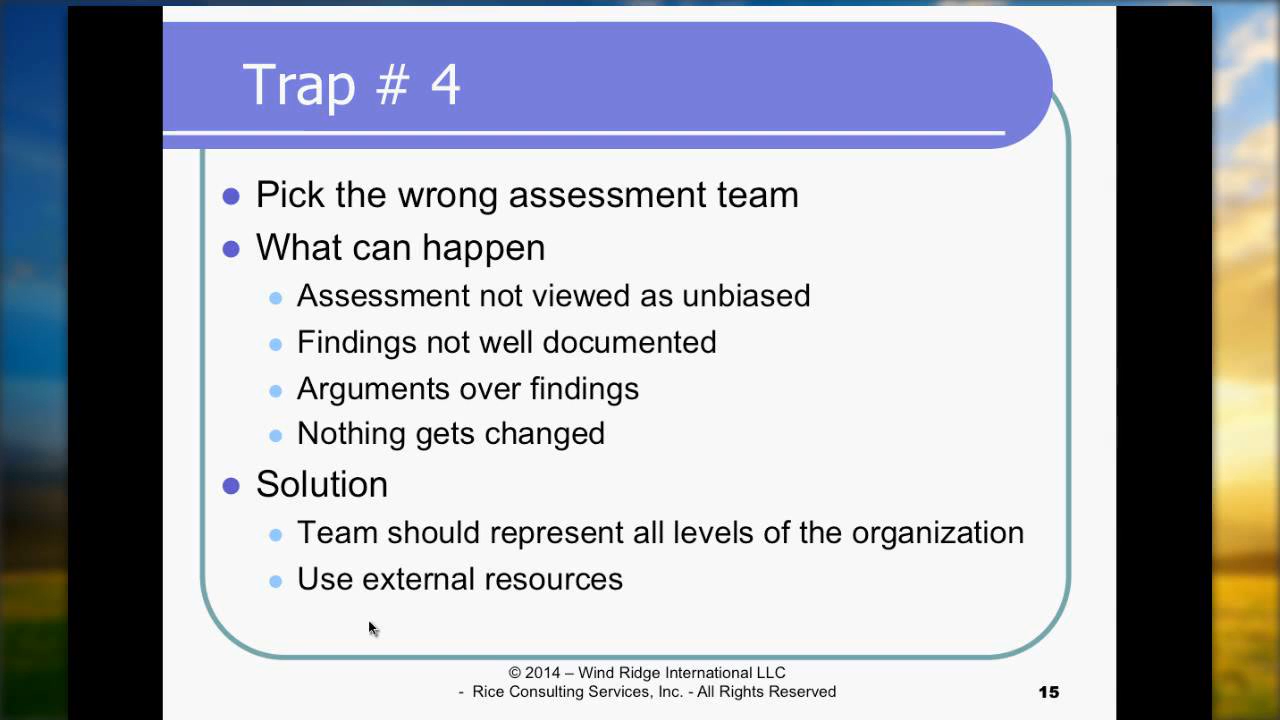 Trap # 4
Pick the wrong assessment team
What can happen
Assessment not viewed as unbiased
Findings not well documented
Arguments over findings
Nothing gets changed
Solution
Team should represent all levels of the organization
Use external resources
© 2014 – Wind Ridge International LLC
- Rice Consulting Services, Inc. - All Rights Reserved
15